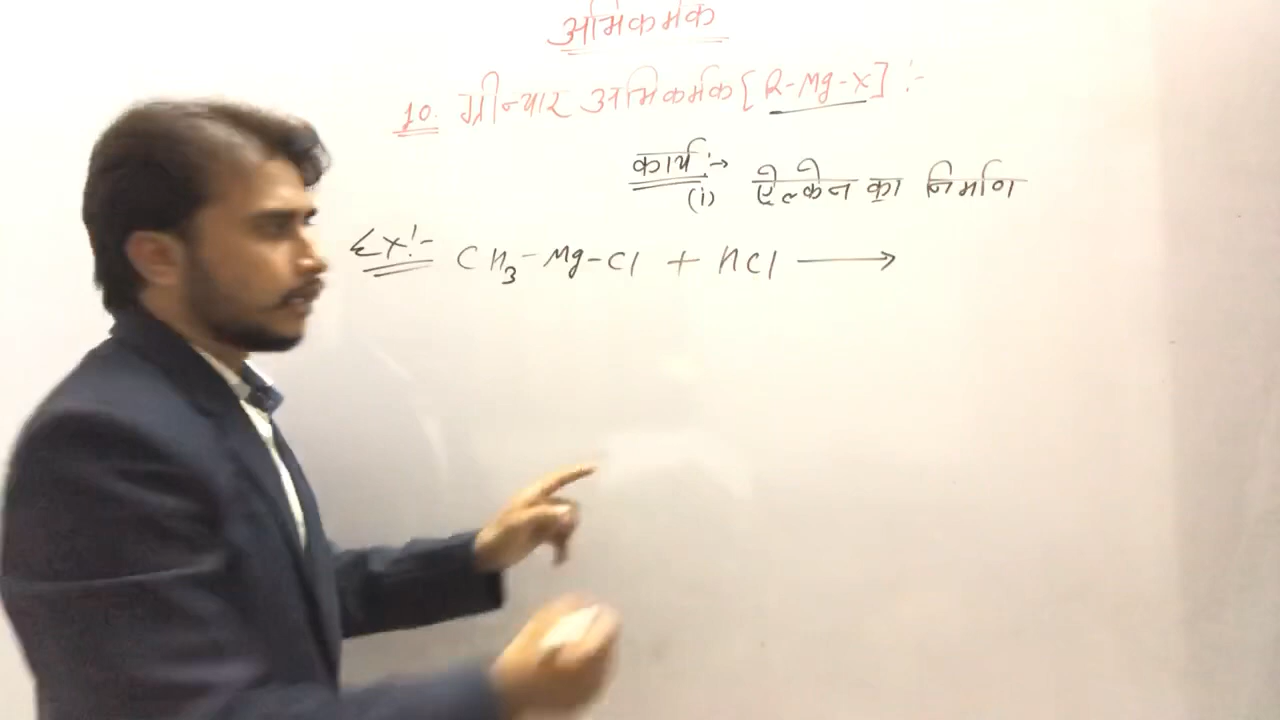 अभिकर्मक
10. ग्रीन्यार अभिकर्मक [R-Mg-X] :-
कार्य :→
(i) ऐल्केन का निर्माण
Ex:- CH₃-Mg-Cl + HCl ⟶